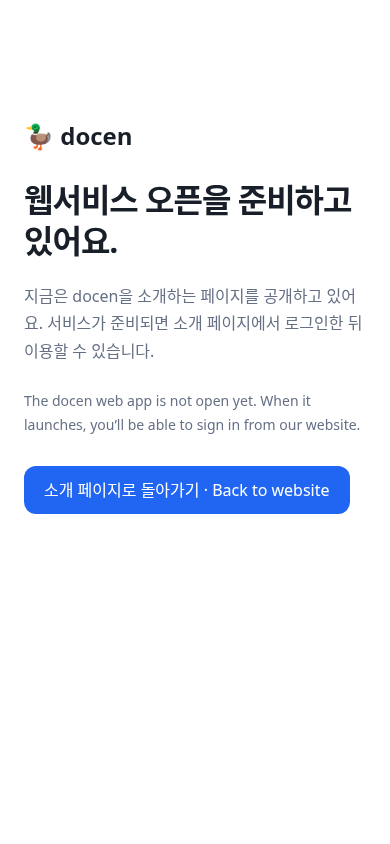 docen
웹서비스 오픈을 준비하고
있어요.
지금은 docen을 소개하는 페이지를 공개하고 있어
요. 서비스가 준비되면 소개 페이지에서 로그인한 뒤
이용할 수 있습니다.
The docen web app is not open yet. When it
launches, you’ll be able to sign in from our website.
소개 페이지로 돌아가기 · Back to website